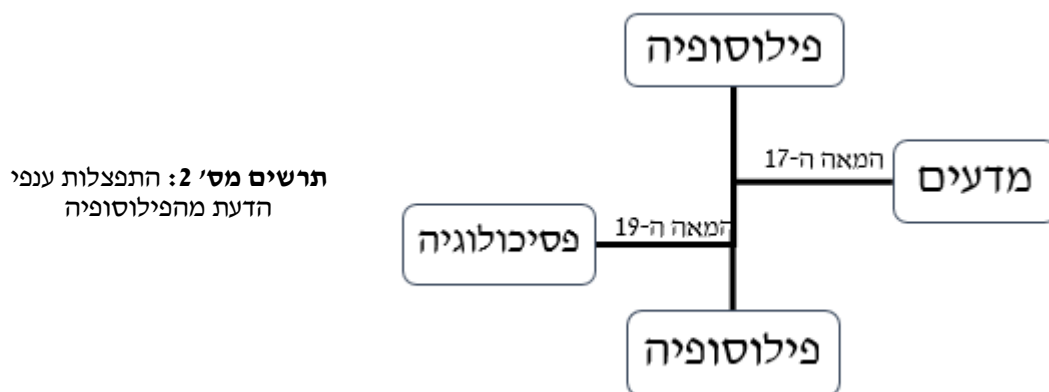 פילוסופיה
המאה ה-17
מדעים
תרשים מס' 2: התפצלות ענפי
הדעת מהפילוסופיה
המאה ה-19
פסיכולוגיה
פילוסופיה